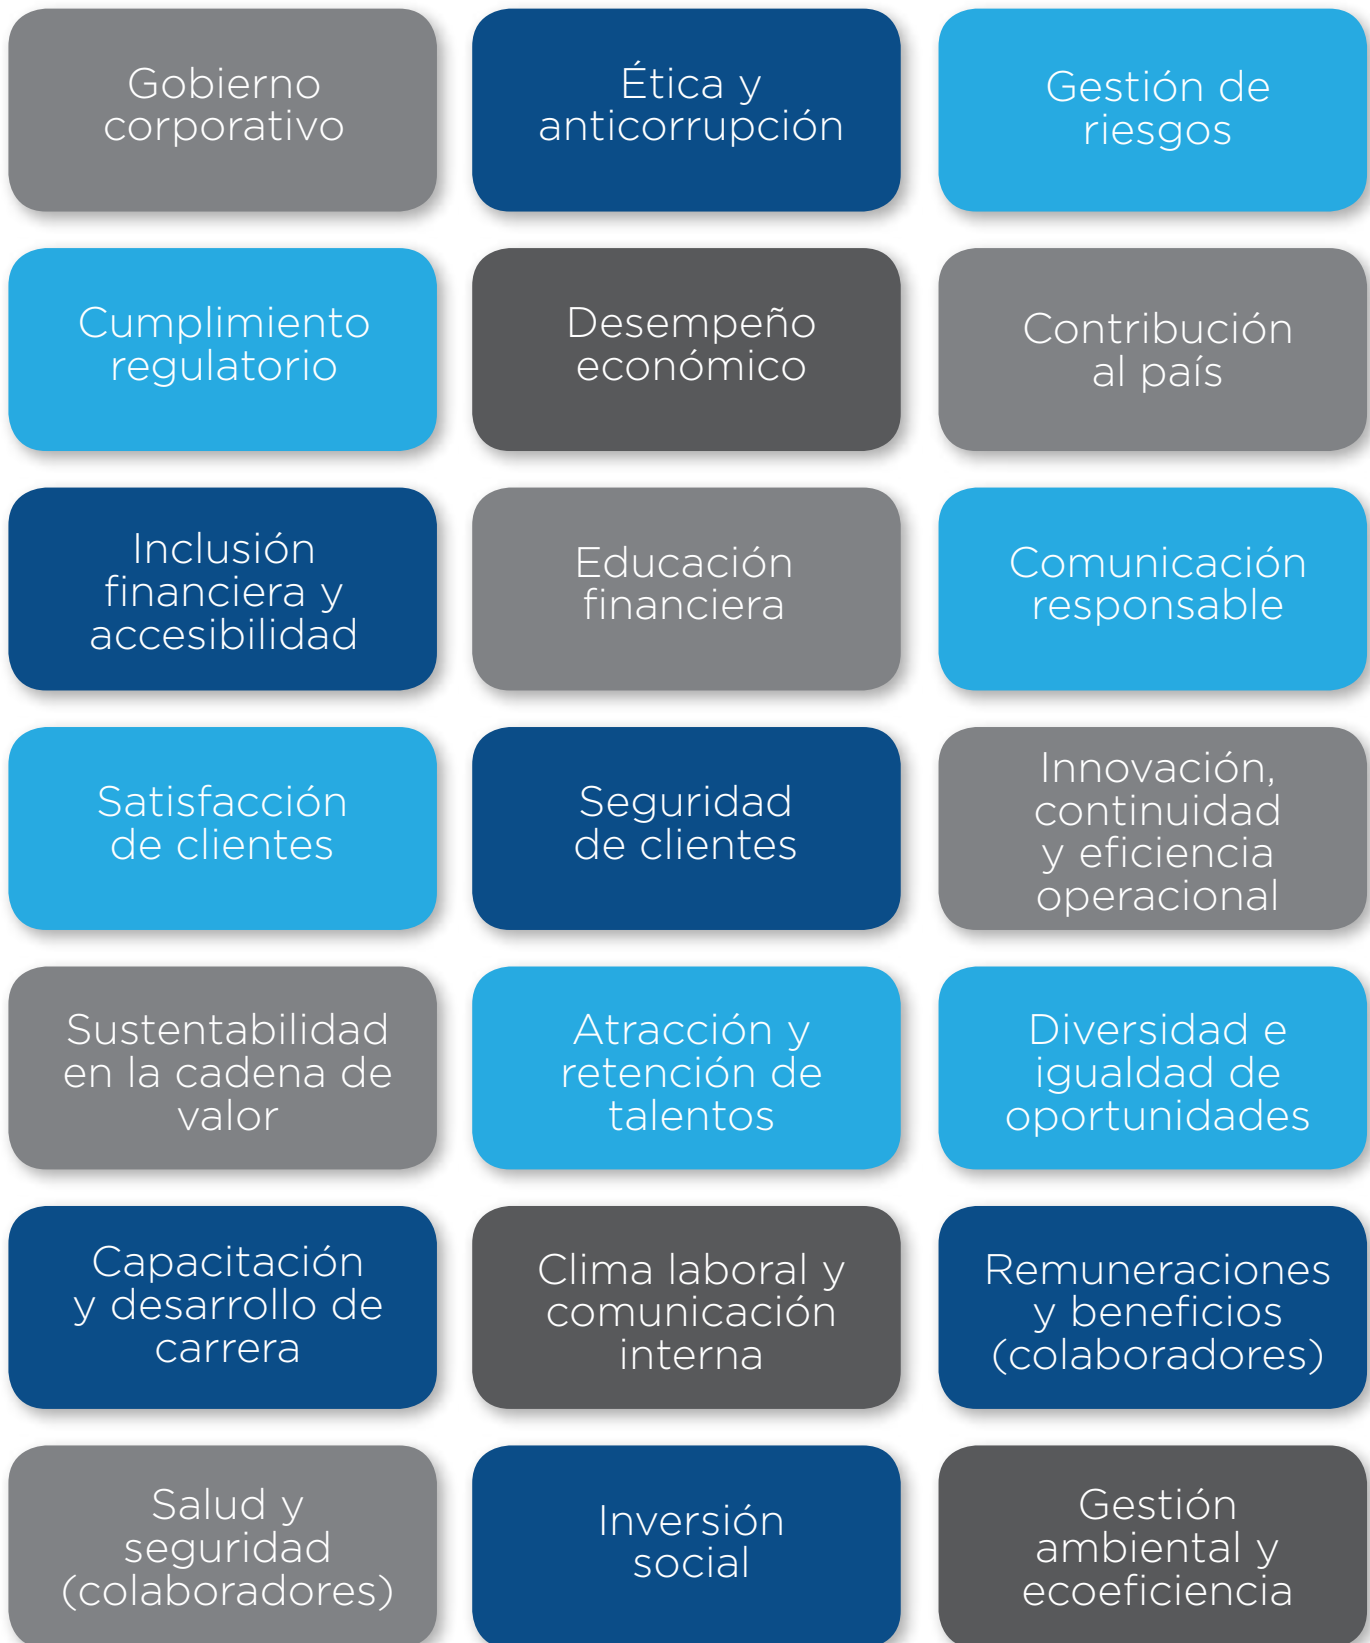 Gobierno
corporativo
Ética y
anticorrupción
Gestión de
riesgos
Cumplimiento
regulatorio
Desempeño
económico
Contribución
al país
Inclusión
financiera y
accesibilidad
Educación
financiera
Comunicación
responsable
Satisfacción
de clientes
Seguridad
de clientes
Innovación,
continuidad
y eficiencia
operacional
Sustentabilidad
en la cadena de
valor
Atracción y
retención de
talentos
Diversidad e
igualdad de
oportunidades
Capacitación
y desarrollo de
carrera
Clima laboral y
comunicación
interna
Remuneraciones
y beneficios
(colaboradores)
Salud y
seguridad
(colaboradores)
Inversión
social
Gestión
ambiental y
ecoeficiencia